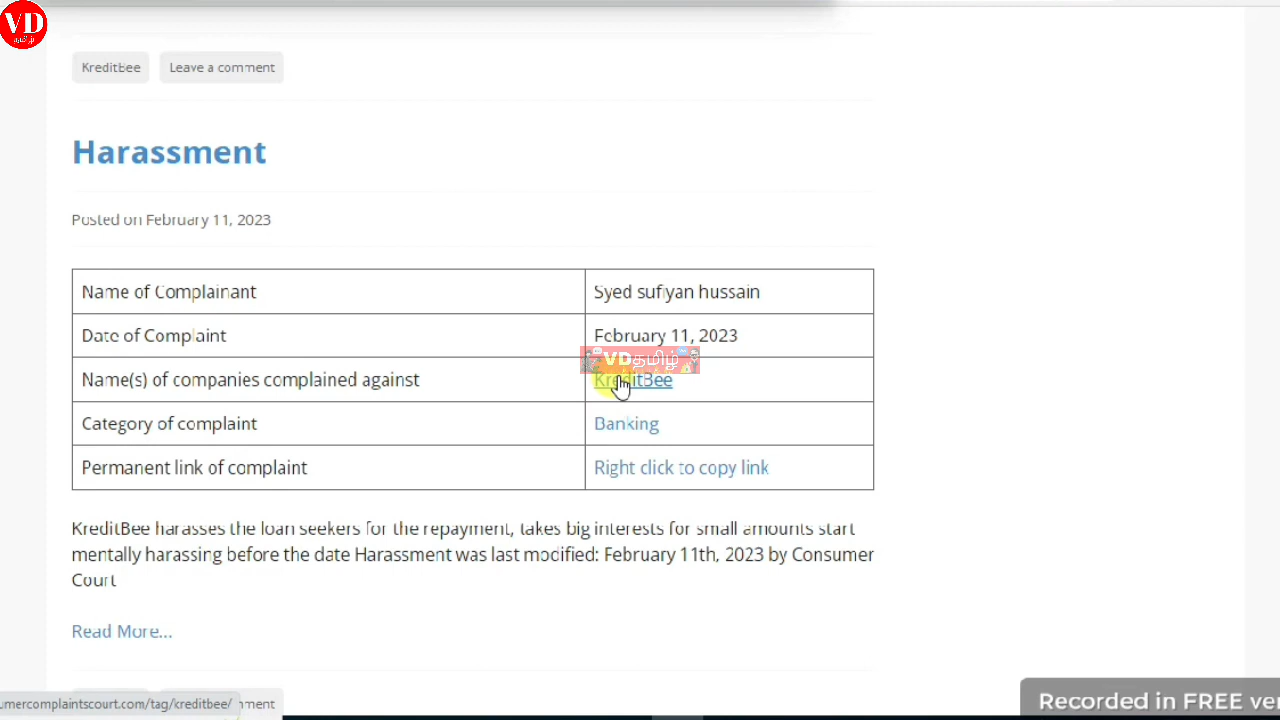 VD
தமிழ்
KreditBee
Leave a comment
Harassment
Posted on February 11, 2023
Name of Complainant
Syed sufiyan hussain
Date of Complaint
February 11, 2023
VDதமிழ்
Name(s) of companies complained against
KreditBee
Category of complaint
Banking
Permanent link of complaint
Right click to copy link
KreditBee harasses the loan seekers for the repayment, takes big interests for small amounts start
mentally harassing before the date Harassment was last modified: February 11th, 2023 by Consumer
Court
Read More...
umercomplaintscourt.com/tag/kreditbee/
Recorded in FREE ver